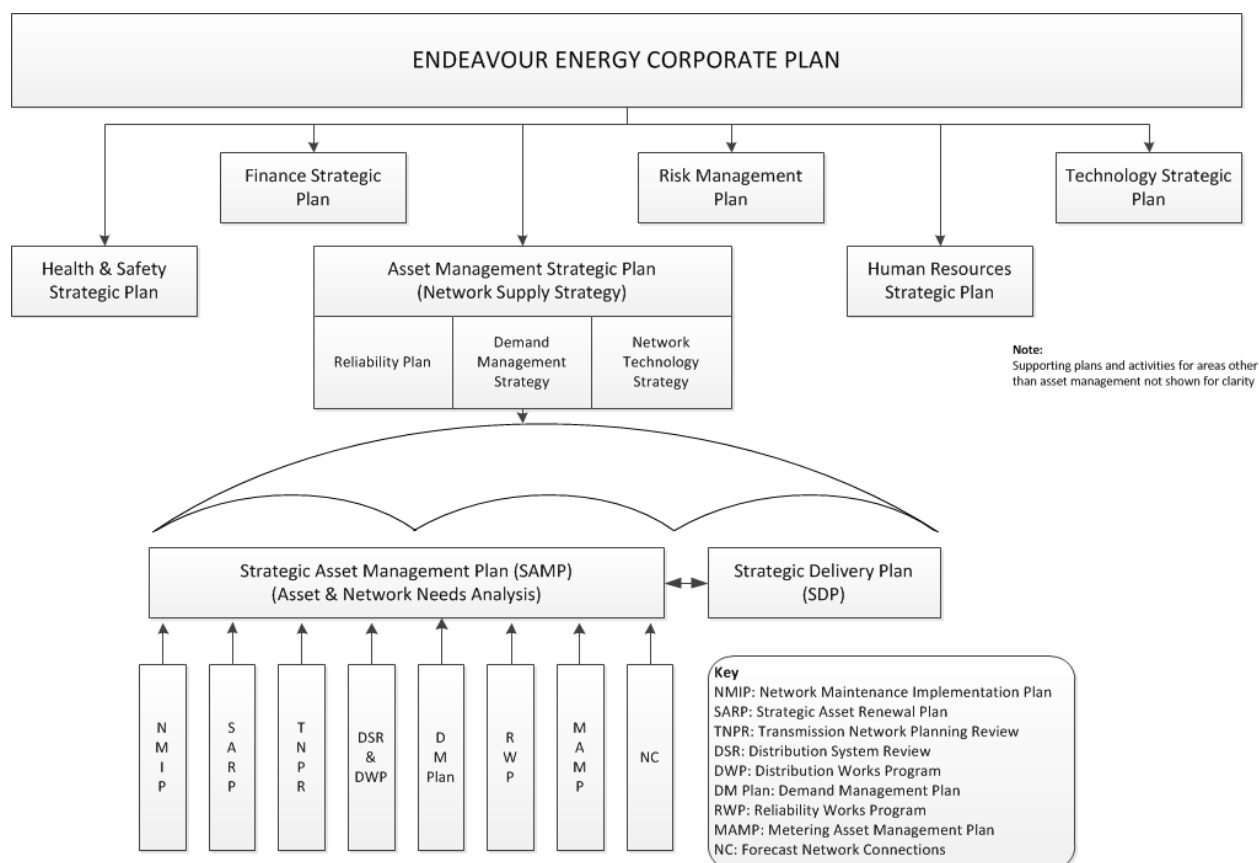 ENDEAVOUR ENERGY CORPORATE PLAN
Finance Strategic
Plan
Risk Management
Plan
Technology Strategic
Plan
Health & Safety
Strategic Plan
Asset Management Strategic Plan
(Network Supply Strategy)
Human Resources
Strategic Plan
Reliability Plan
Demand
Management
Strategy
Network
Technology
Strategy
Note:
Supporting plans and activities for areas other
than asset management not shown for clarity
Strategic Asset Management Plan (SAMP)
(Asset & Network Needs Analysis)
Strategic Delivery Plan
(SDP)
N
M
I
P
S
A
R
P
T
N
P
R
DSR
&
DWP
D
M
Plan
R
W
P
M
A
M
P
NC
Key
NMIP: Network Maintenance Implementation Plan
SARP: Strategic Asset Renewal Plan
TNPR: Transmission Network Planning Review
DSR: Distribution System Review
DWP: Distribution Works Program
DM Plan: Demand Management Plan
RWP: Reliability Works Program
MAMP: Metering Asset Management Plan
NC: Forecast Network Connections